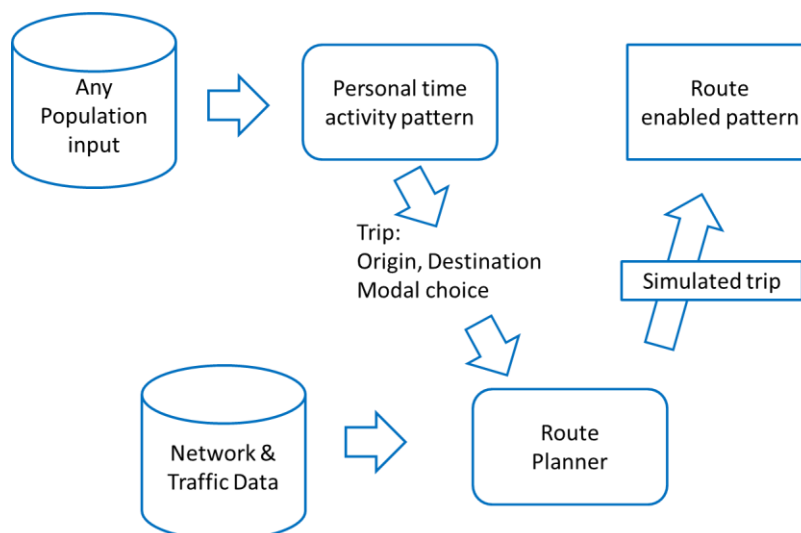 Any
Population
input
Personal time
activity pattern
Route
enabled pattern
Trip:
Origin, Destination
Modal choice
Simulated trip
Network &
Traffic Data
Route
Planner